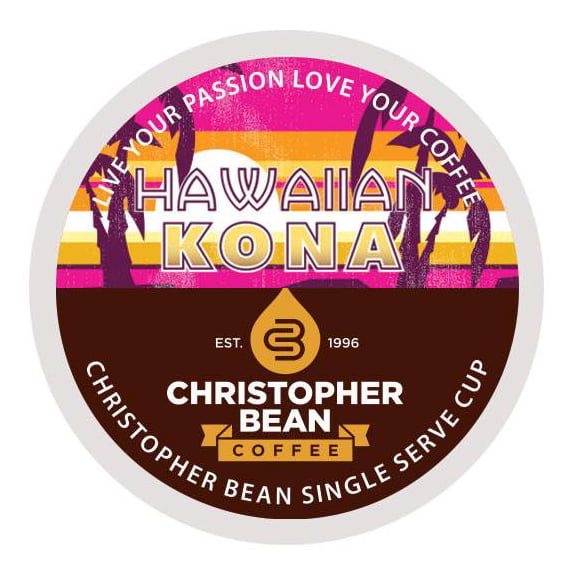 LIVE YOUR PASSION LOVE YOUR COFFEE
HAWAIIAN
KONA
EST. 1996
CHRISTOPHER
BEAN
COFFEE
CHRISTOPHER BEAN SINGLE SERVE CUP